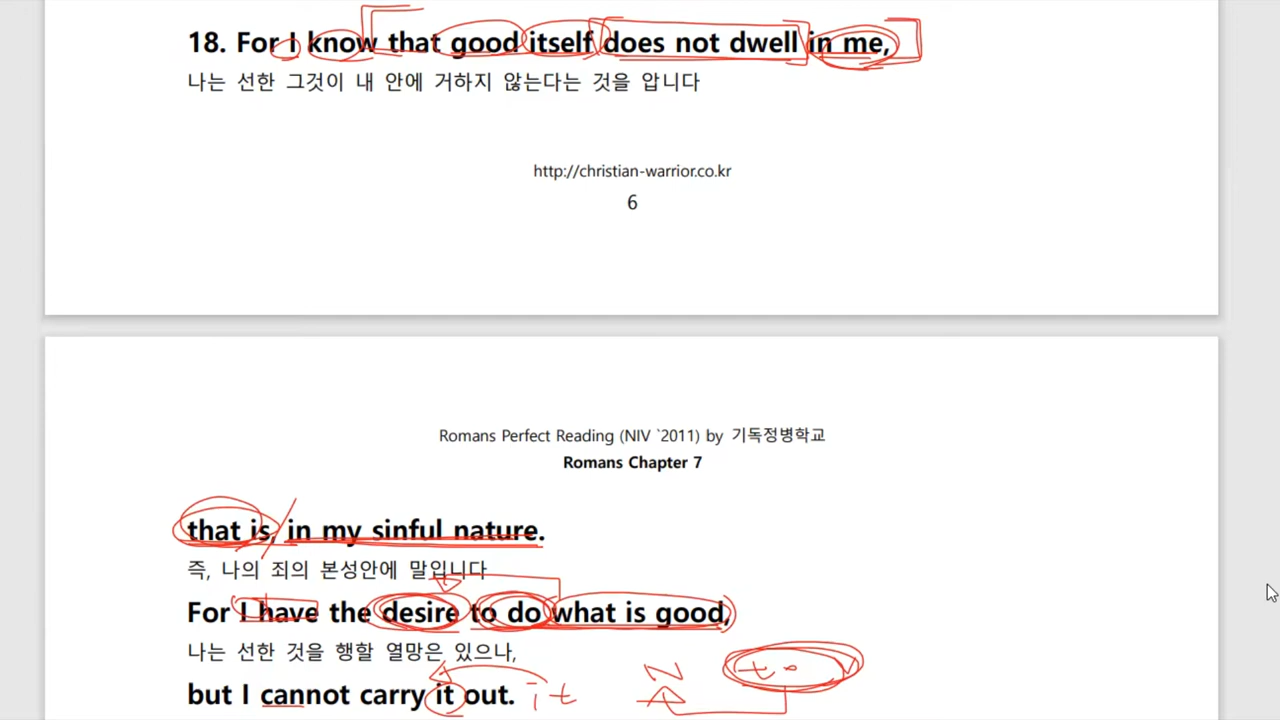 18. For I know that good itself does not dwell in me,
나는 선한 그것이 내 안에 거하지 않는다는 것을 압니다
http://christian-warrior.co.kr
6
Romans Perfect Reading (NIV `2011) by 기독정병학교
Romans Chapter 7
that is, in my sinful nature.
즉, 나의 죄의 본성안에 말입니다
For I have the desire to do what is good,
나는 선한 것을 행할 열망은 있으나,
N to V
but I cannot carry it out. it